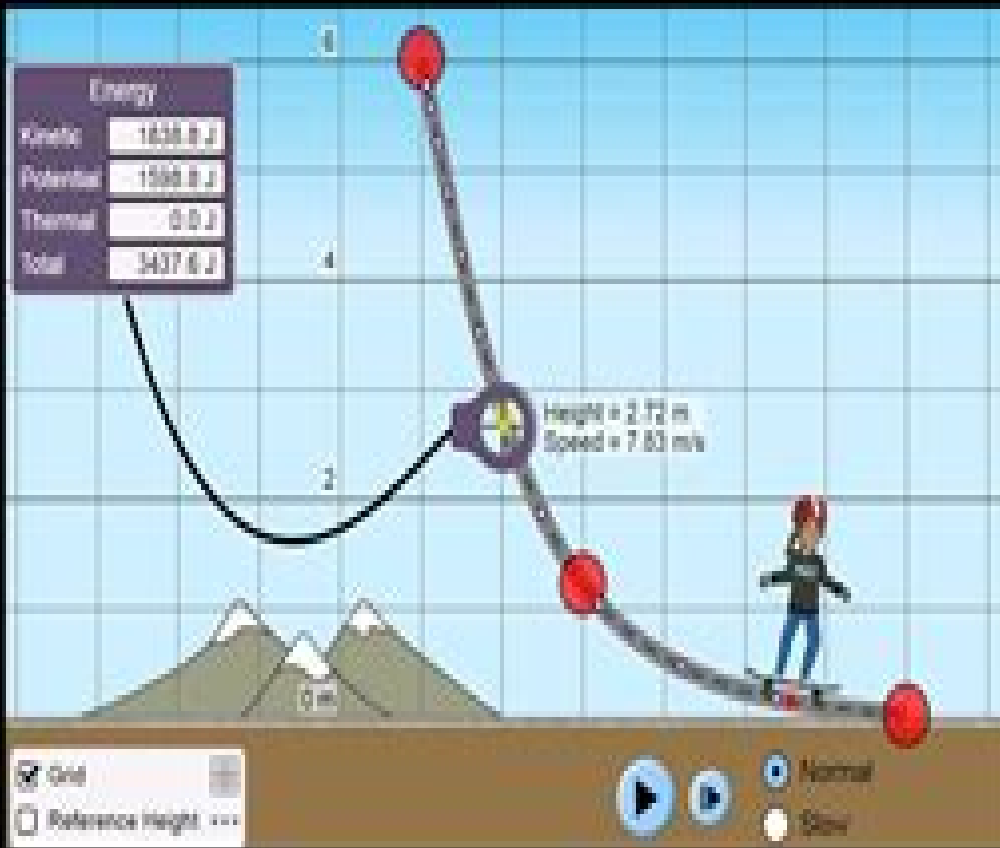 6
Energy
Kinetic 1838.8 J
Potential 1598.8 J
Thermal 0.0 J
Total 3437.6 J
4
Height = 2.72 m
Speed = 7.83 m/s
2
0 m
Grid
Reference Height
Normal
Slow